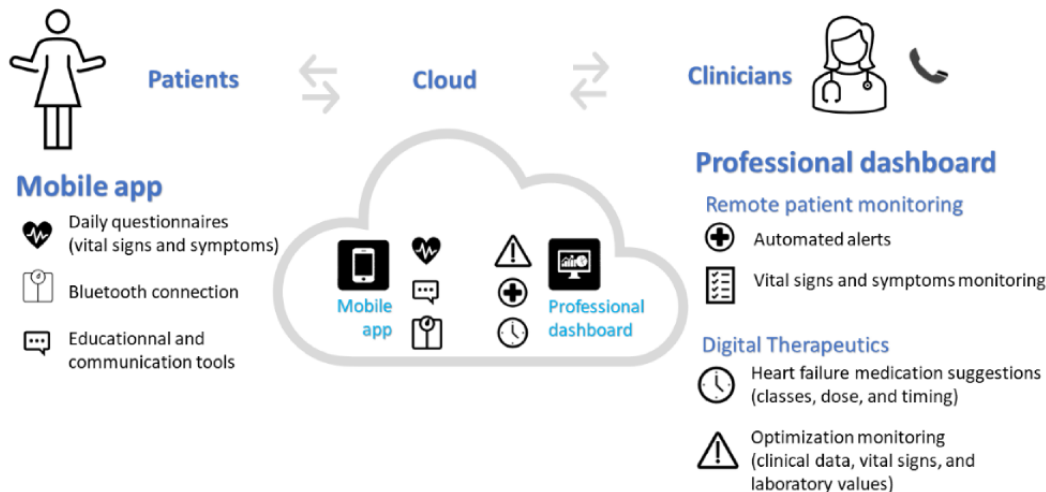 Patients
Cloud
Clinicians
Mobile app
Daily questionnaires
(vital signs and symptoms)
Bluetooth connection
Educationnal and
communication tools
Mobile
app
Professional
dashboard
Professional dashboard
Remote patient monitoring
Automated alerts
Vital signs and symptoms monitoring
Digital Therapeutics
Heart failure medication suggestions
(classes, dose, and timing)
Optimization monitoring
(clinical data, vital signs, and
laboratory values)